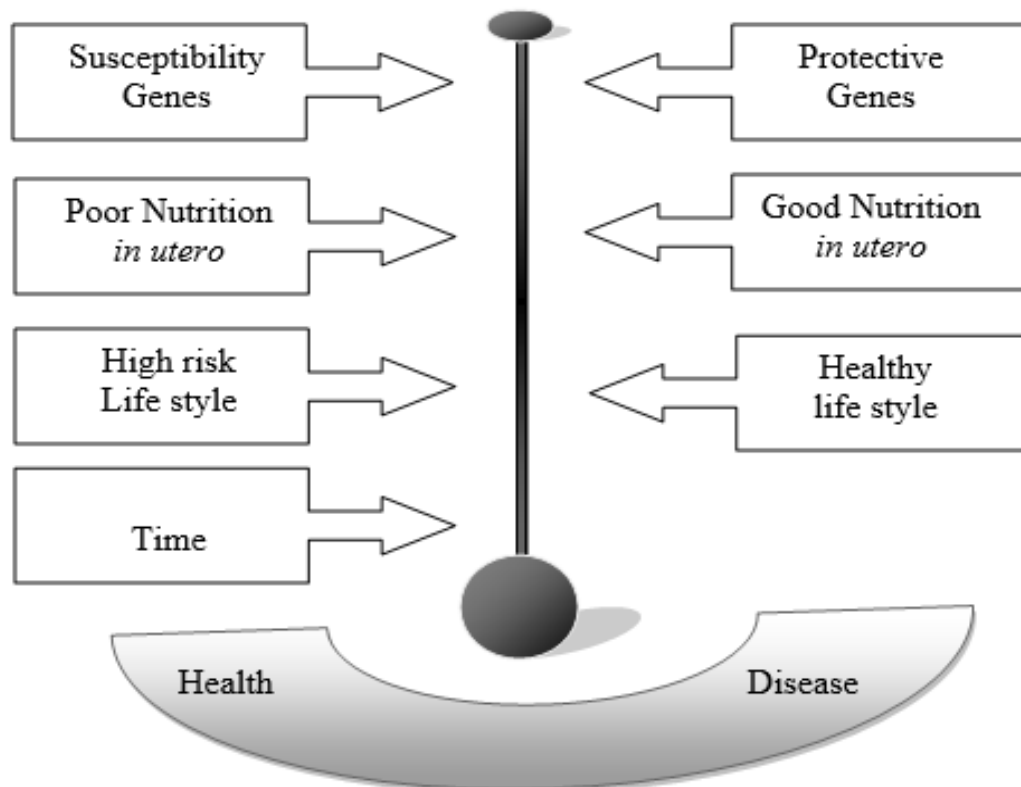 Susceptibility
Genes
Protective
Genes
Poor Nutrition
in utero
Good Nutrition
in utero
High risk
Life style
Healthy
life style
Time
Health
Disease